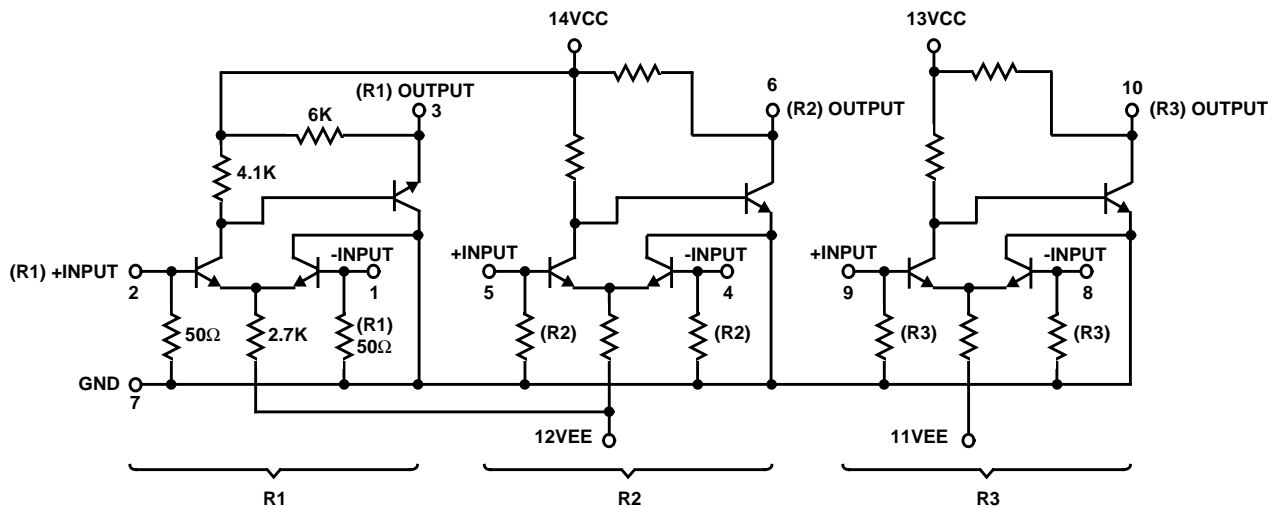 14VCC
13VCC
(R1) OUTPUT
3
6
(R2) OUTPUT
10
(R3) OUTPUT
6K
4.1K
(R1) +INPUT
2
-INPUT
1
+INPUT
5
-INPUT
4
+INPUT
9
-INPUT
8
50Ω
2.7K
(R1)
50Ω
(R2)
(R2)
(R3)
(R3)
GND
7
12VEE
11VEE
R1
R2
R3